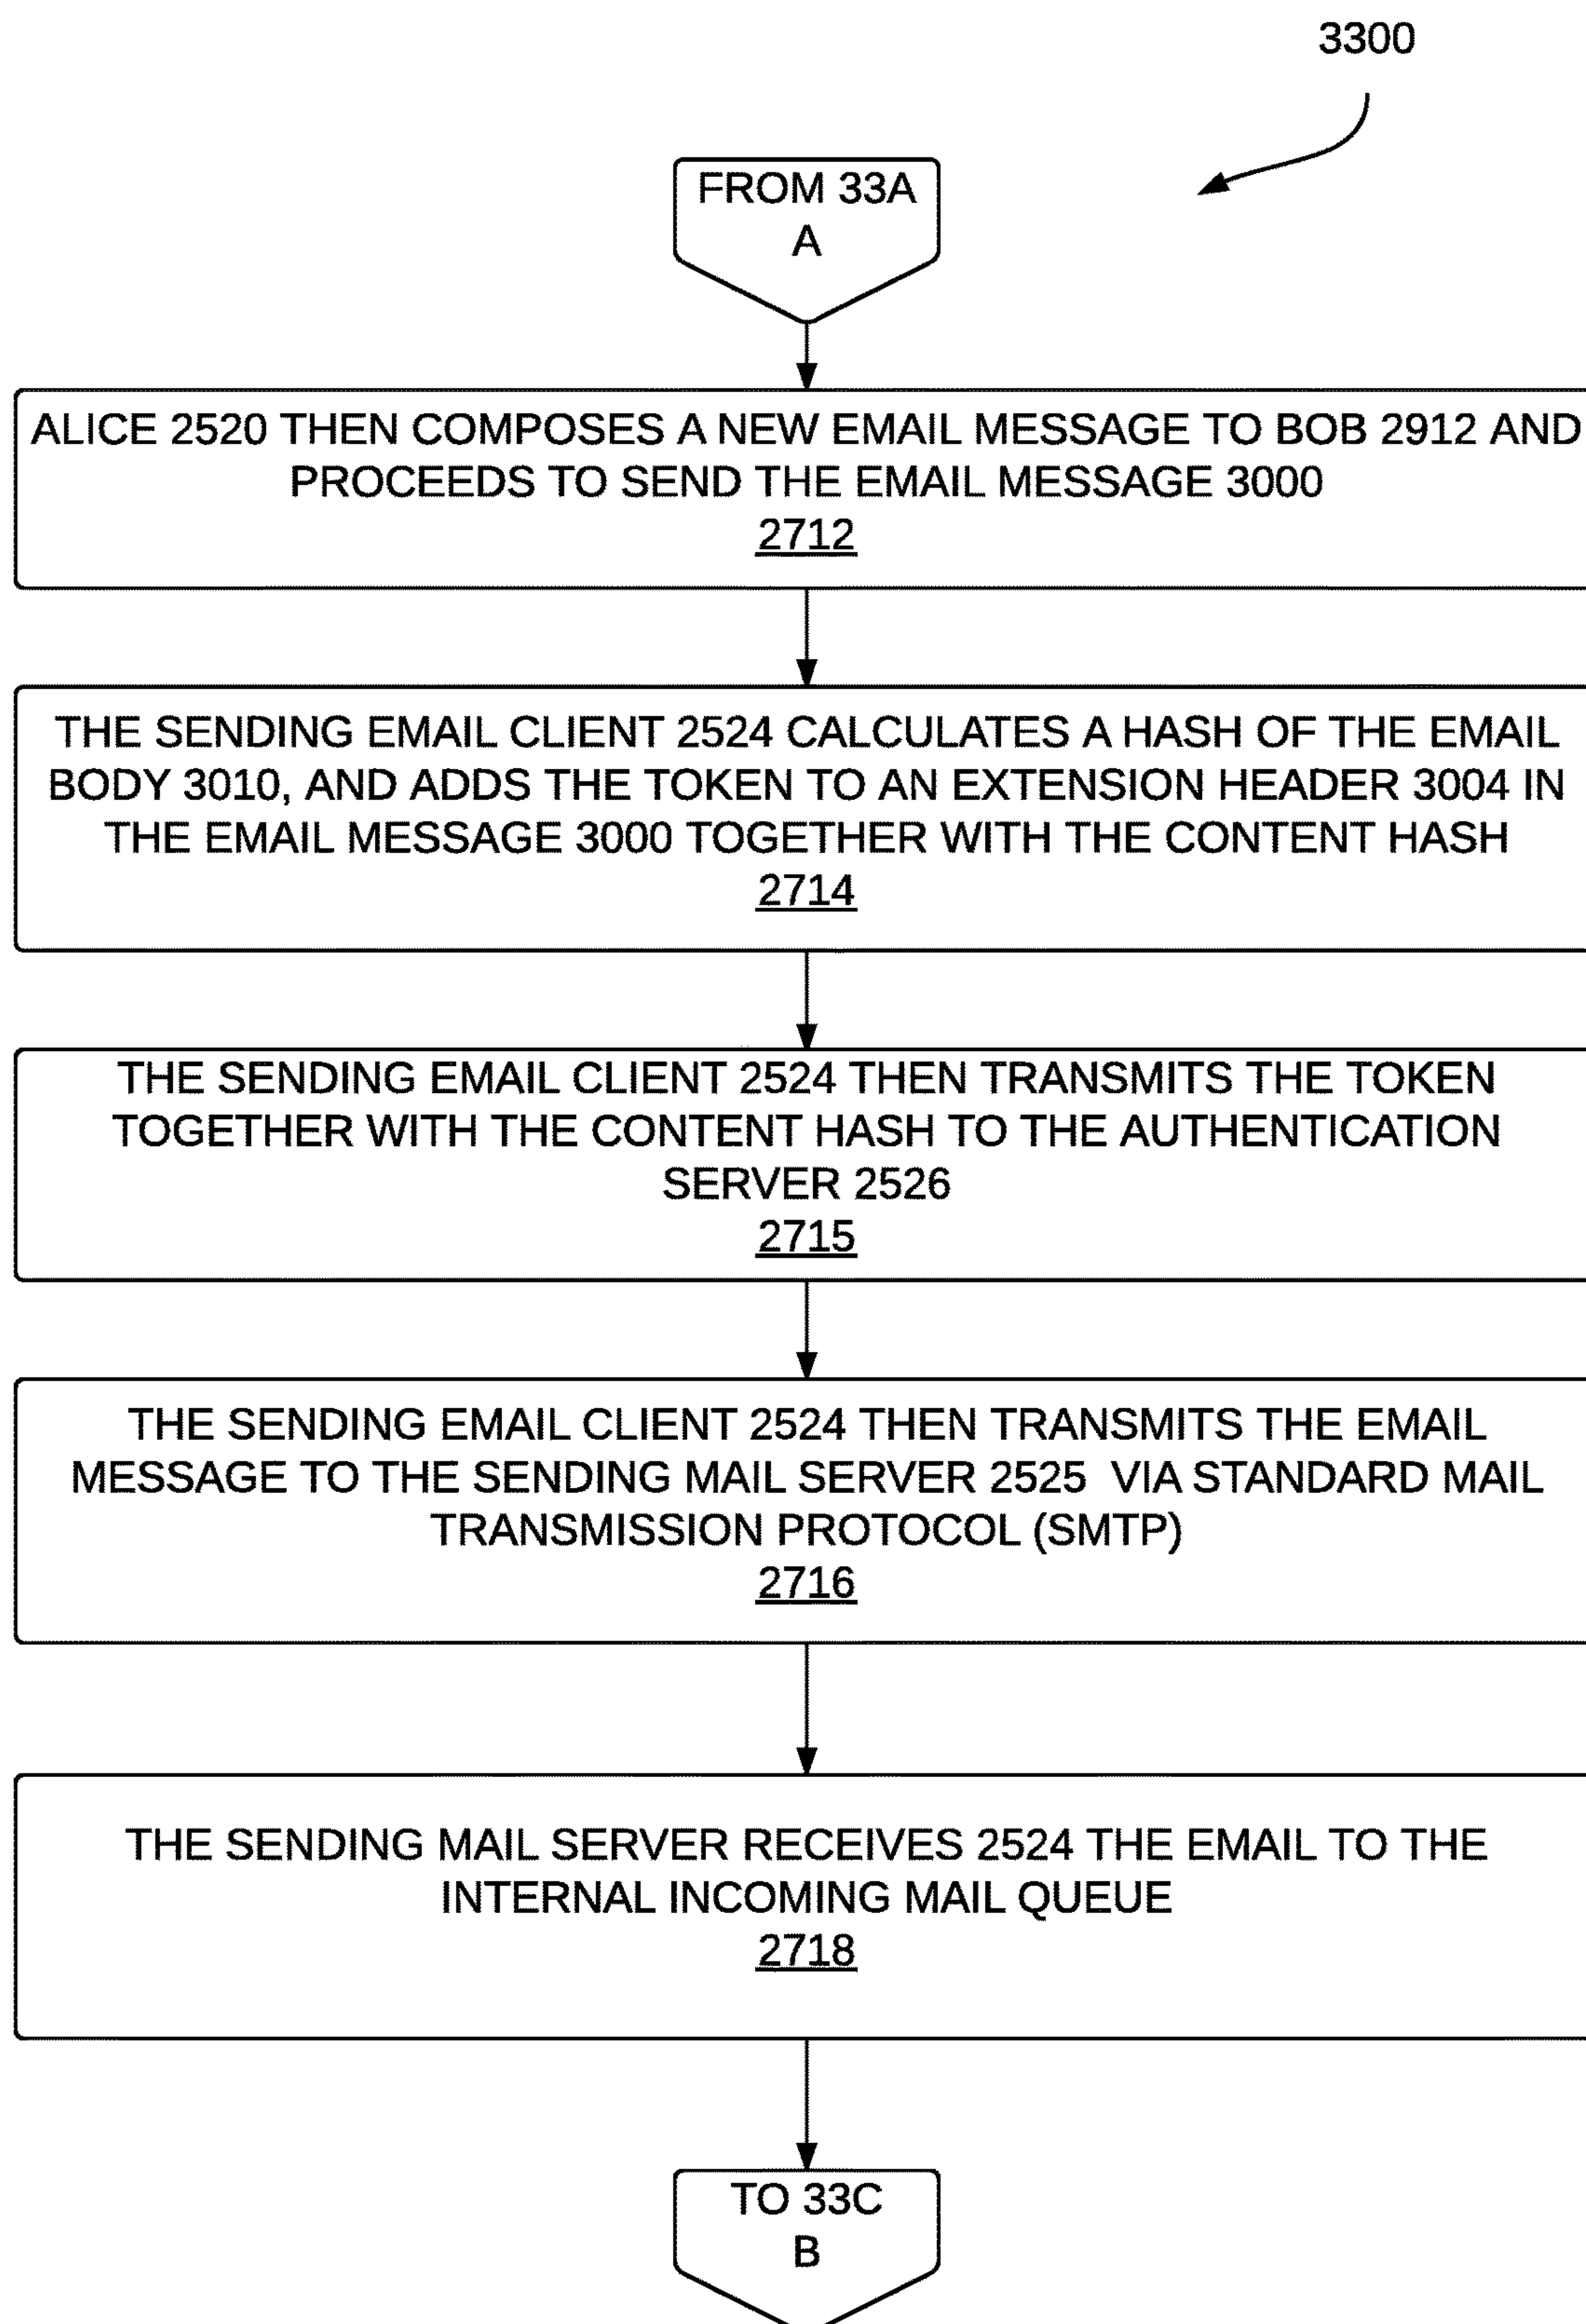 3300
FROM 33A
A
ALICE 2520 THEN COMPOSES A NEW EMAIL MESSAGE TO BOB 2912 AND
PROCEEDS TO SEND THE EMAIL MESSAGE 3000
2712
THE SENDING EMAIL CLIENT 2524 CALCULATES A HASH OF THE EMAIL
BODY 3010, AND ADDS THE TOKEN TO AN EXTENSION HEADER 3004 IN
THE EMAIL MESSAGE 3000 TOGETHER WITH THE CONTENT HASH
2714
THE SENDING EMAIL CLIENT 2524 THEN TRANSMITS THE TOKEN
TOGETHER WITH THE CONTENT HASH TO THE AUTHENTICATION
SERVER 2526
2715
THE SENDING EMAIL CLIENT 2524 THEN TRANSMITS THE EMAIL
MESSAGE TO THE SENDING MAIL SERVER 2525  VIA STANDARD MAIL
TRANSMISSION PROTOCOL (SMTP)
2716
THE SENDING MAIL SERVER RECEIVES 2524 THE EMAIL TO THE
INTERNAL INCOMING MAIL QUEUE
2718
TO 33C
B